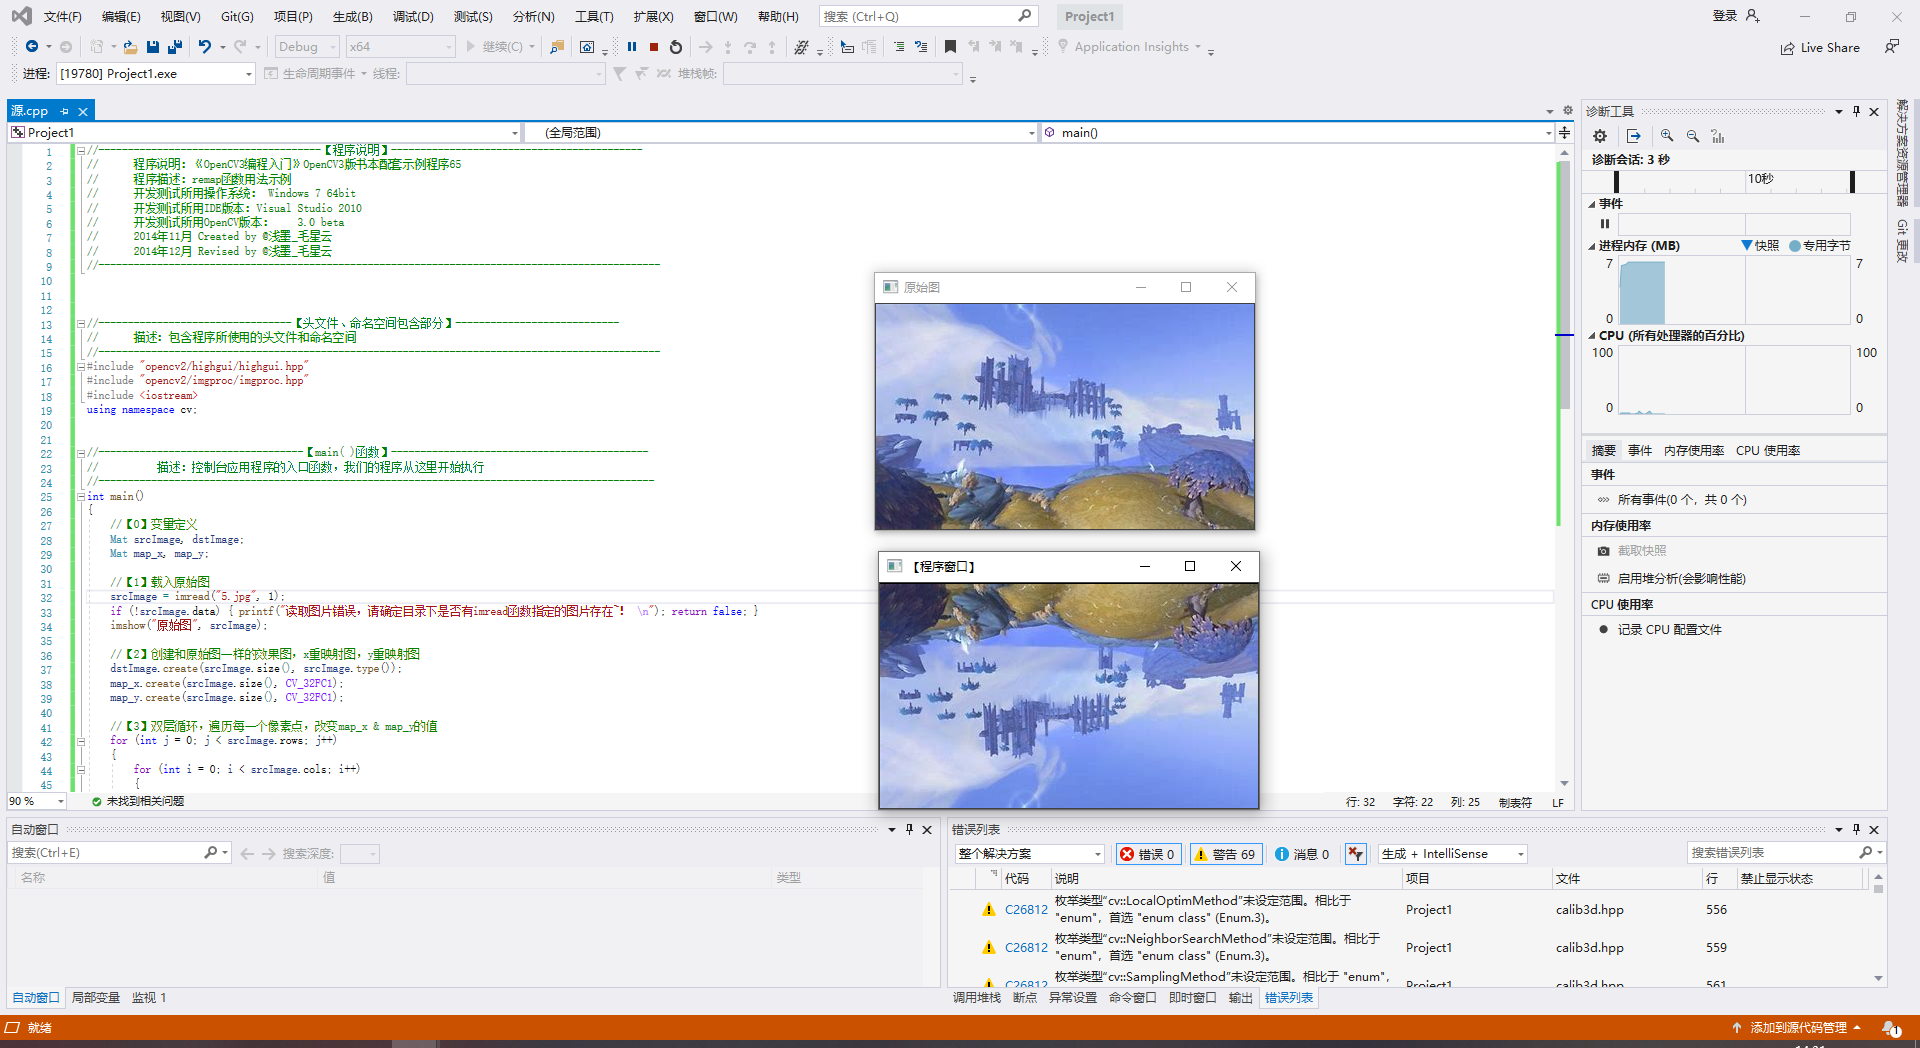 文件(F) 编辑(E) 视图(V) Git(G) 项目(P) 生成(B) 调试(D) 测试(S) 分析(N) 工具(T) 扩展(X) 窗口(W) 帮助(H) 搜索 (Ctrl+Q) Project1 登录
Debug x64 继续(C) Application Insights Live Share
进程: [19780] Project1.exe 生命周期事件 线程: 堆栈帧:
源.cpp
Project1 (全局范围) main()
1 //--------------------------------------【程序说明】-------------------------------------------
2 // 程序说明：《OpenCV3编程入门》OpenCV3版书本配套示例程序65
3 // 程序描述：remap函数用法示例
4 // 开发测试所用操作系统： Windows 7 64bit
5 // 开发测试所用IDE版本：Visual Studio 2010
6 // 开发测试所用OpenCV版本： 3.0 beta
7 // 2014年11月 Created by @浅墨_毛星云
8 // 2014年12月 Revised by @浅墨_毛星云
9 //------------------------------------------------------------------------------------------------
10
11
12
13 //---------------------------------【头文件、命名空间包含部分】----------------------------
14 // 描述：包含程序所使用的头文件和命名空间
15 //------------------------------------------------------------------------------------------------
16 #include "opencv2/highgui/highgui.hpp"
17 #include "opencv2/imgproc/imgproc.hpp"
18 #include <iostream>
19 using namespace cv;
20
21
22 //-----------------------------------【main( )函数】--------------------------------------------
23 // 描述：控制台应用程序的入口函数，我们的程序从这里开始执行
24 //-----------------------------------------------------------------------------------------------
25 int main()
26 {
27 //【0】变量定义
28 Mat srcImage, dstImage;
29 Mat map_x, map_y;
30
31 //【1】载入原始图
32 srcImage = imread("5.jpg", 1);
33 if (!srcImage.data) { printf("读取图片错误，请确定目录下是否有imread函数指定的图片存在~！ \n"); return false; }
34 imshow("原始图", srcImage);
35
36 //【2】创建和原始图一样的效果图，x重映射图，y重映射图
37 dstImage.create(srcImage.size(), srcImage.type());
38 map_x.create(srcImage.size(), CV_32FC1);
39 map_y.create(srcImage.size(), CV_32FC1);
40
41 //【3】双层循环，遍历每一个像素点，改变map_x & map_y的值
42 for (int j = 0; j < srcImage.rows; j++)
43 {
44 for (int i = 0; i < srcImage.cols; i++)
45 {
90 % 未找到相关问题 行: 32 字符: 22 列: 25 制表符 LF
原始图
【程序窗口】
诊断工具
诊断会话: 3 秒
10秒
事件
进程内存 (MB) 快照 专用字节
7 7
0 0
CPU (所有处理器的百分比)
100 100
0 0
摘要 事件 内存使用率 CPU 使用率
事件
所有事件(0 个，共 0 个)
内存使用率
截取快照
启用堆分析(会影响性能)
CPU 使用率
记录 CPU 配置文件
解决方案资源管理器
Git 更改
自动窗口
搜索(Ctrl+E) 搜索深度:
名称 值 类型
自动窗口 局部变量 监视 1
错误列表
整个解决方案 错误 0 警告 69 消息 0 生成 + IntelliSense 搜索错误列表
代码 说明 项目 文件 行 禁止显示状态
C26812 枚举类型“cv::LocalOptimMethod”未设定范围。相比于 "enum"，首选 "enum class" (Enum.3)。 Project1 calib3d.hpp 556
C26812 枚举类型“cv::NeighborSearchMethod”未设定范围。相比于 "enum"，首选 "enum class" (Enum.3)。 Project1 calib3d.hpp 559
C26812 枚举类型“cv::SamplingMethod”未设定范围。相比于 "enum"， Project1 calib3d.hpp 561
调用堆栈 断点 异常设置 命令窗口 即时窗口 输出 错误列表
就绪 添加到源代码管理 1